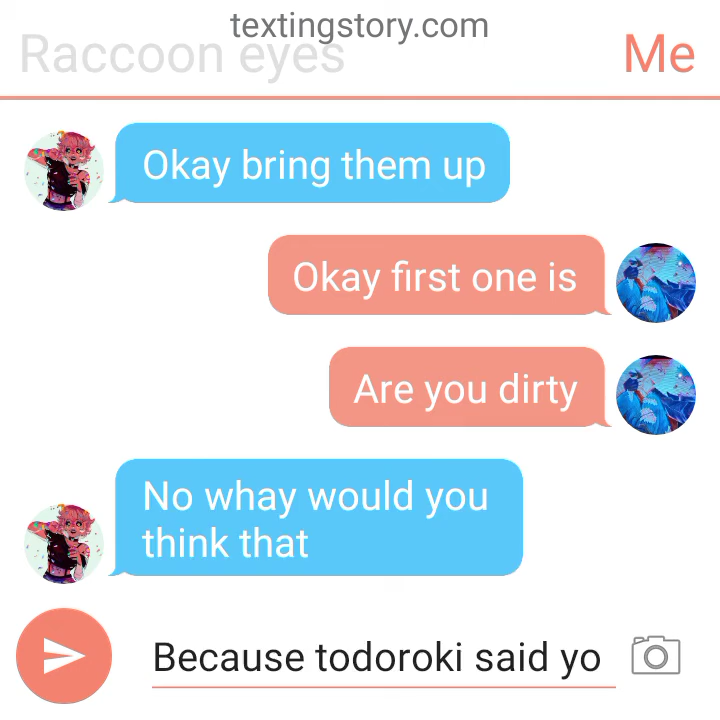 textingstory.com
Raccoon eyes
Me
Okay bring them up
Okay first one is
Are you dirty
No whay would you
think that
Because todoroki said yo